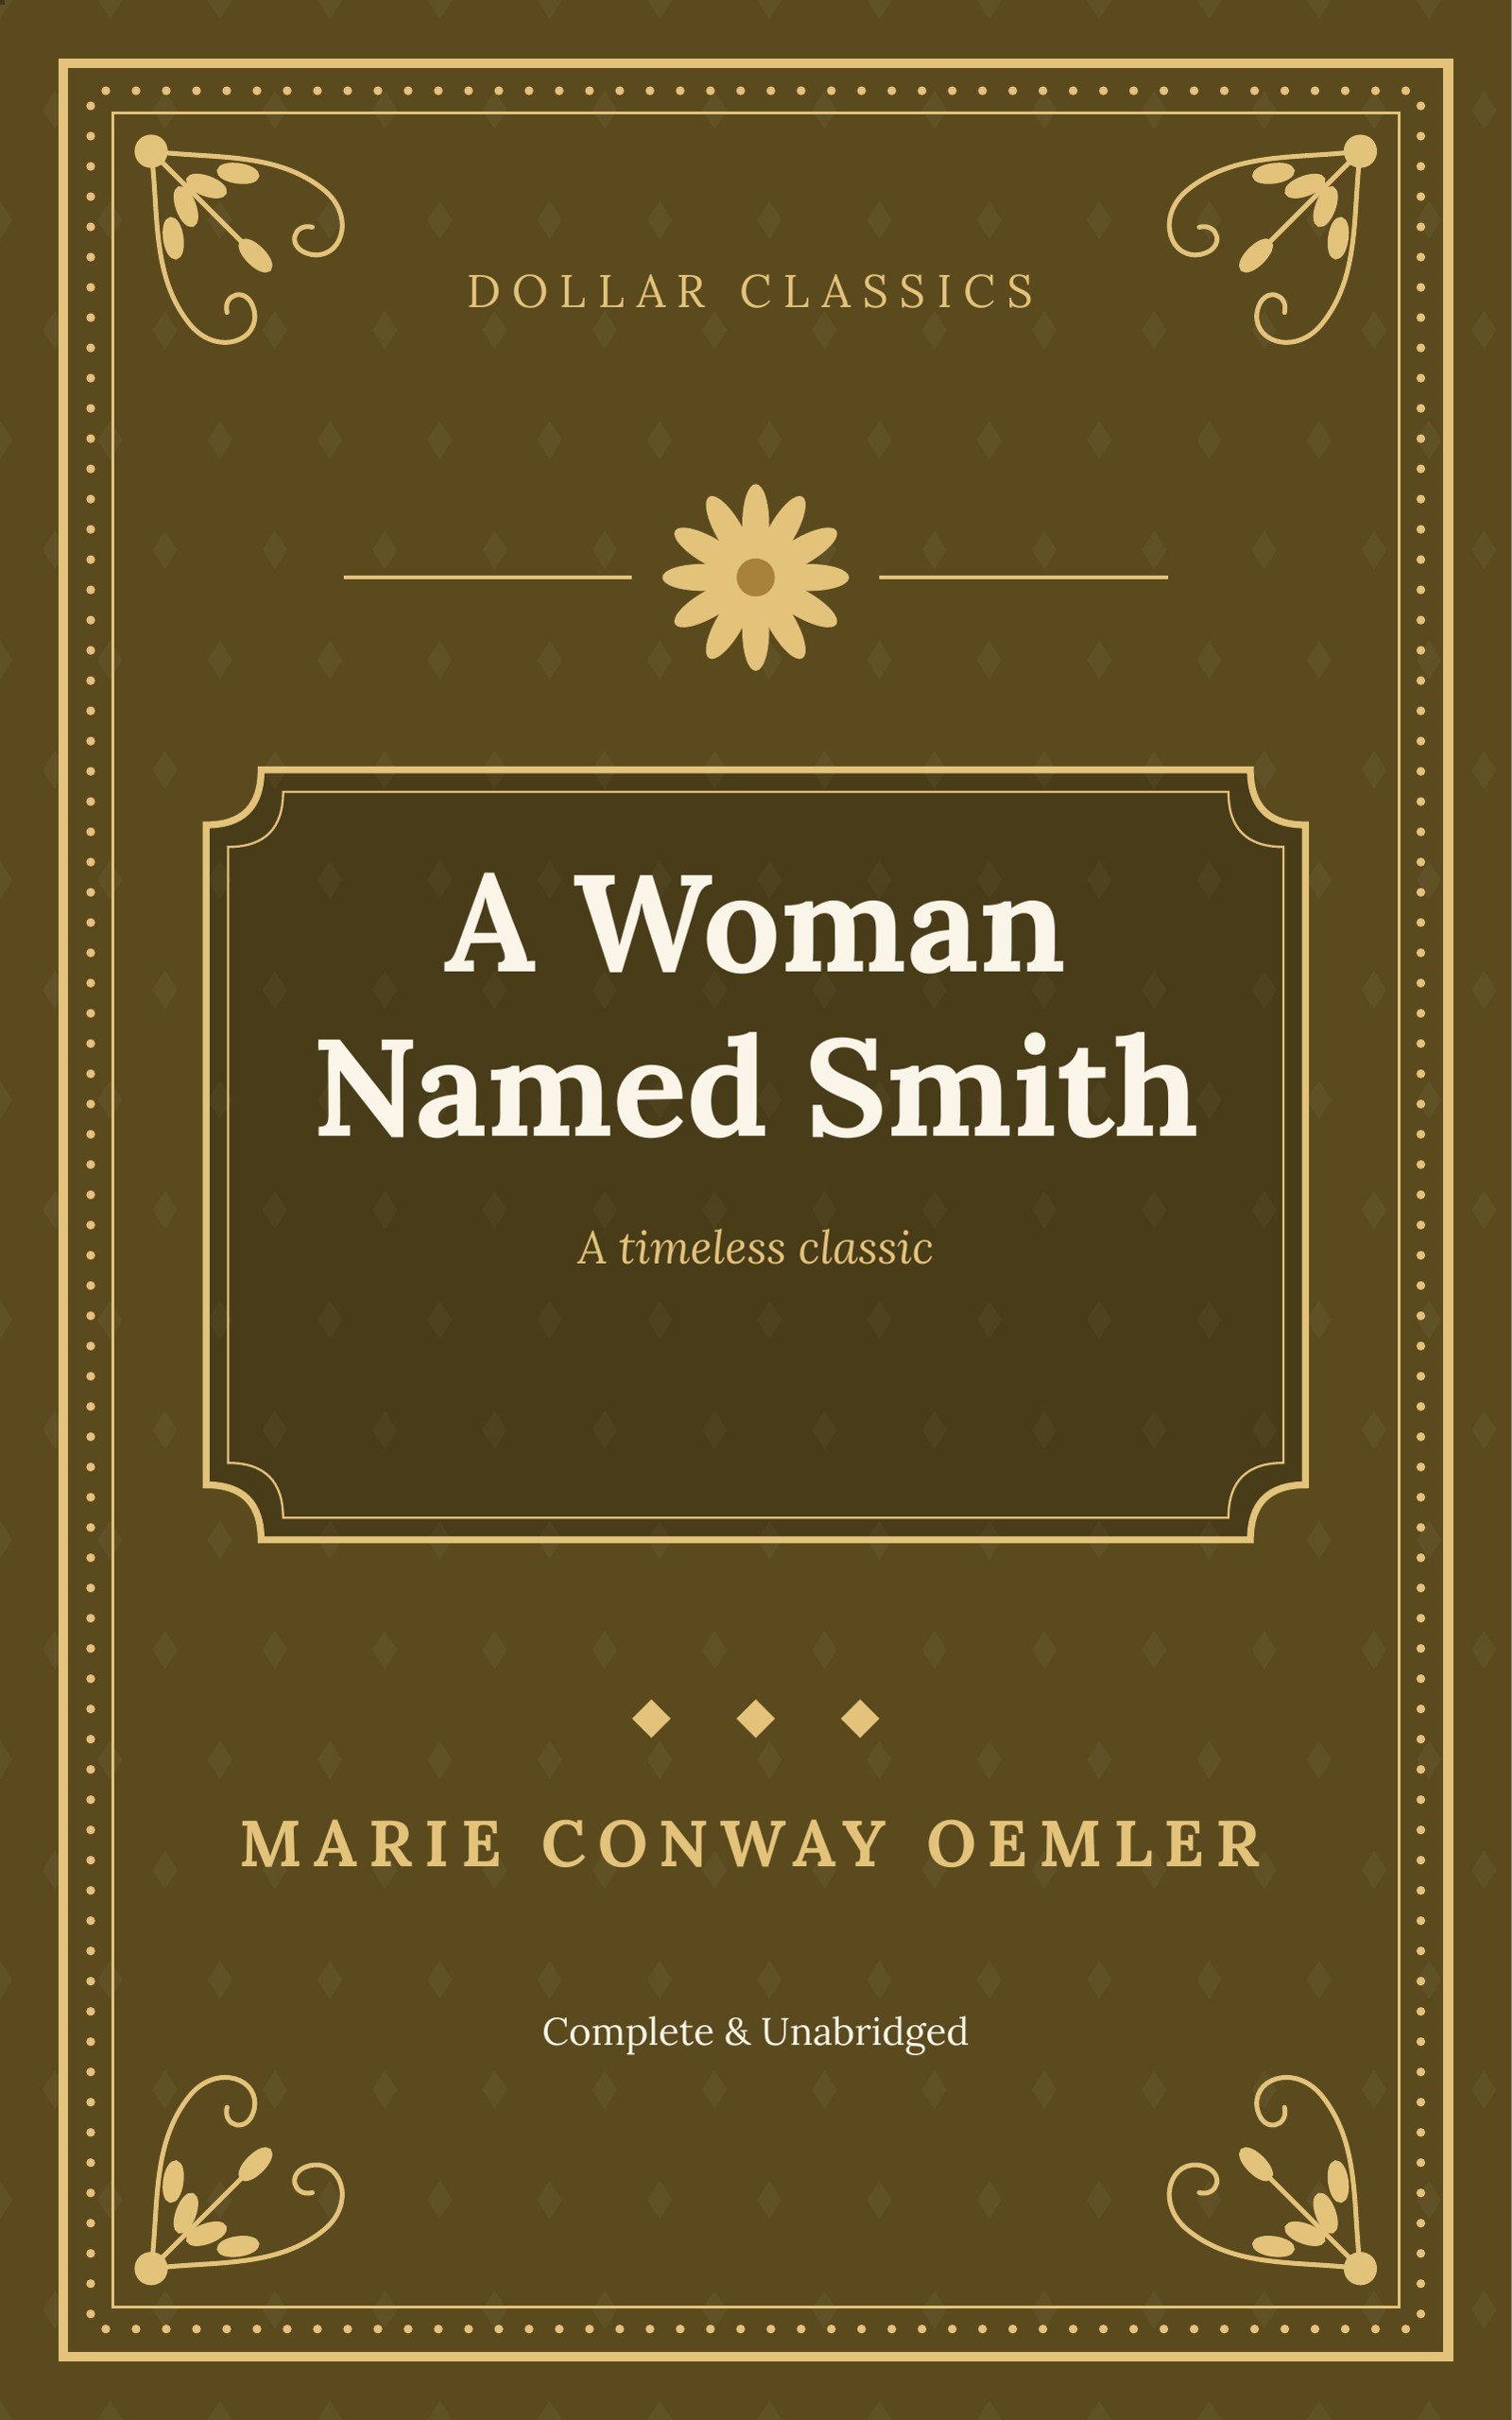 DOLLAR CLASSICS
A Woman
Named Smith
A timeless classic
MARIE CONWAY OEMLER
Complete & Unabridged